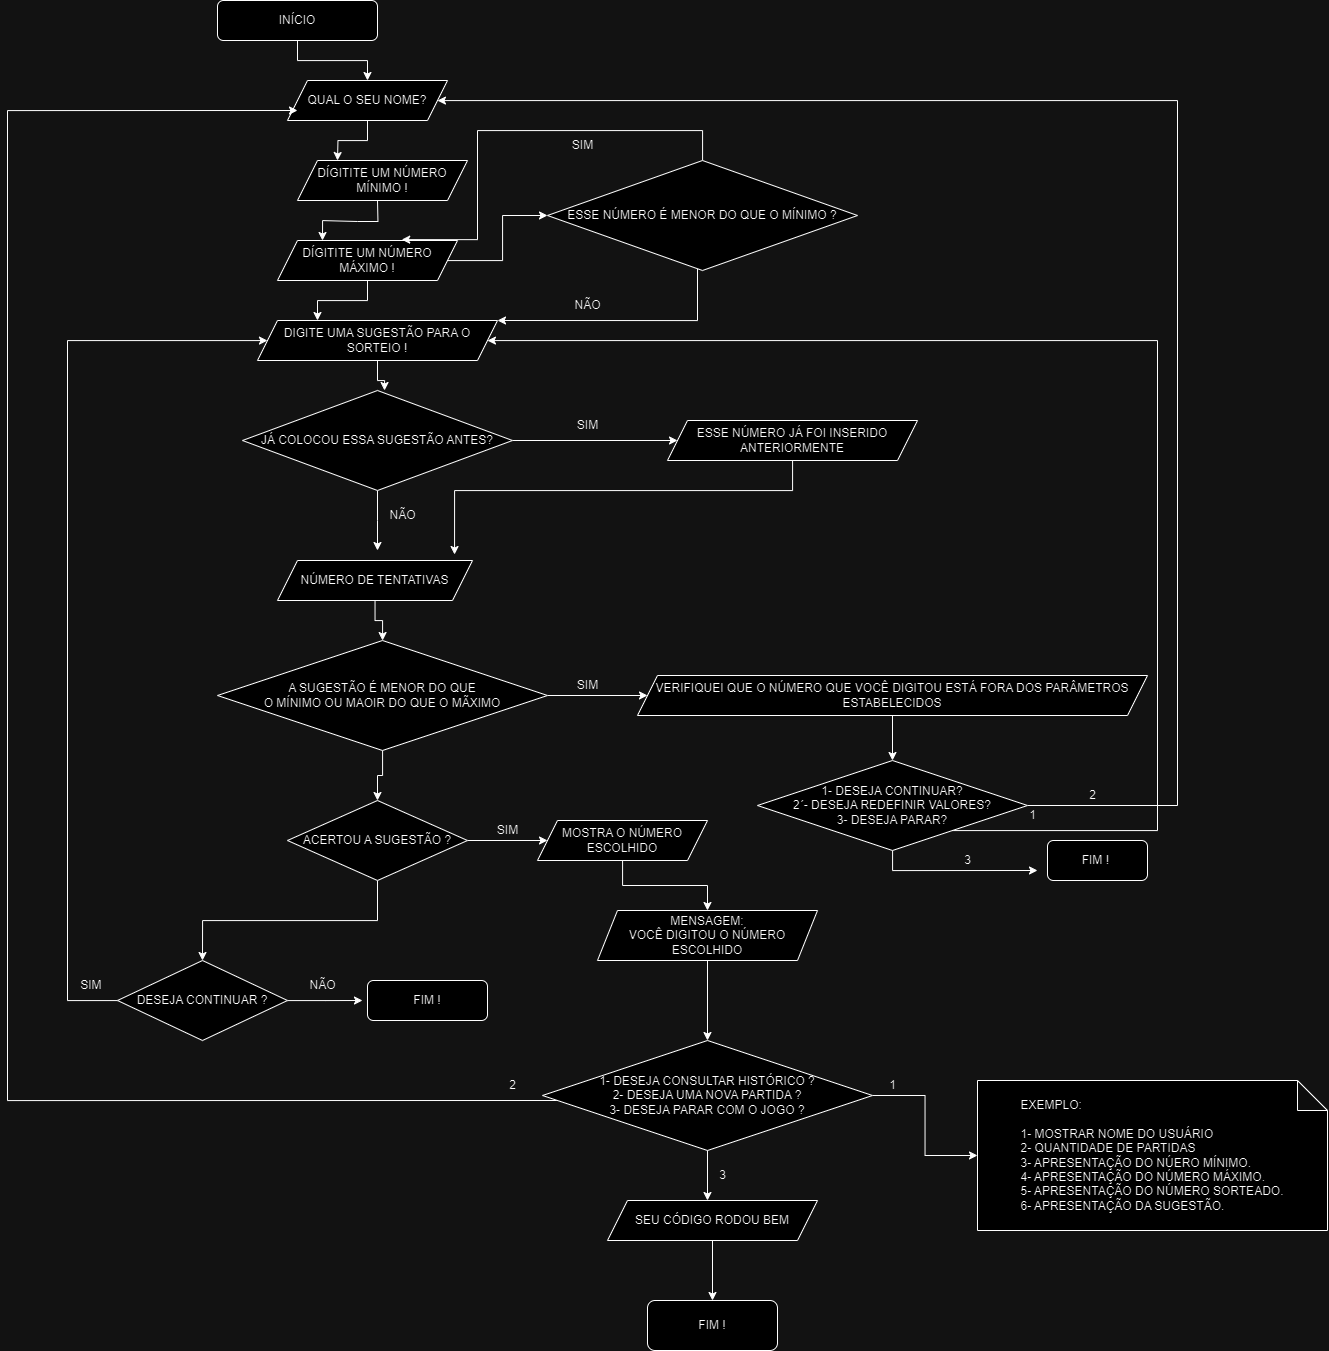 INÍCIO
QUAL O SEU NOME?
DÍGITITE UM NÚMERO
MÍNIMO !
SIM
ESSE NÚMERO É MENOR DO QUE O MÍNIMO ?
DÍGITITE UM NÚMERO
MÁXIMO !
NÃO
DIGITE UMA SUGESTÃO PARA O
SORTEIO !
JÁ COLOCOU ESSA SUGESTÃO ANTES?
SIM
ESSE NÚMERO JÁ FOI INSERIDO
ANTERIORMENTE
NÃO
NÚMERO DE TENTATIVAS
A SUGESTÃO É MENOR DO QUE
O MÍNIMO OU MAOIR DO QUE O MÃXIMO
SIM
VERIFIQUEI QUE O NÚMERO QUE VOCÊ DIGITOU ESTÁ FORA DOS PARÂMETROS
ESTABELECIDOS
1- DESEJA CONTINUAR?
2´- DESEJA REDEFINIR VALORES?
3- DESEJA PARAR?
2
1
3
FIM !
ACERTOU A SUGESTÃO ?
SIM
MOSTRA O NÚMERO
ESCOLHIDO
MENSAGEM:
VOCÊ DIGITOU O NÚMERO
ESCOLHIDO
SIM
DESEJA CONTINUAR ?
NÃO
FIM !
2
1- DESEJA CONSULTAR HISTÓRICO ?
2- DESEJA UMA NOVA PARTIDA ?
3- DESEJA PARAR COM O JOGO ?
1
EXEMPLO:
1- MOSTRAR NOME DO USUÁRIO
2- QUANTIDADE DE PARTIDAS
3- APRESENTAÇÃO DO NÚERO MÍNIMO.
4- APRESENTAÇÃO DO NÚMERO MÁXIMO.
5- APRESENTAÇÃO DO NÚMERO SORTEADO.
6- APRESENTAÇÃO DA SUGESTÃO.
3
SEU CÓDIGO RODOU BEM
FIM !